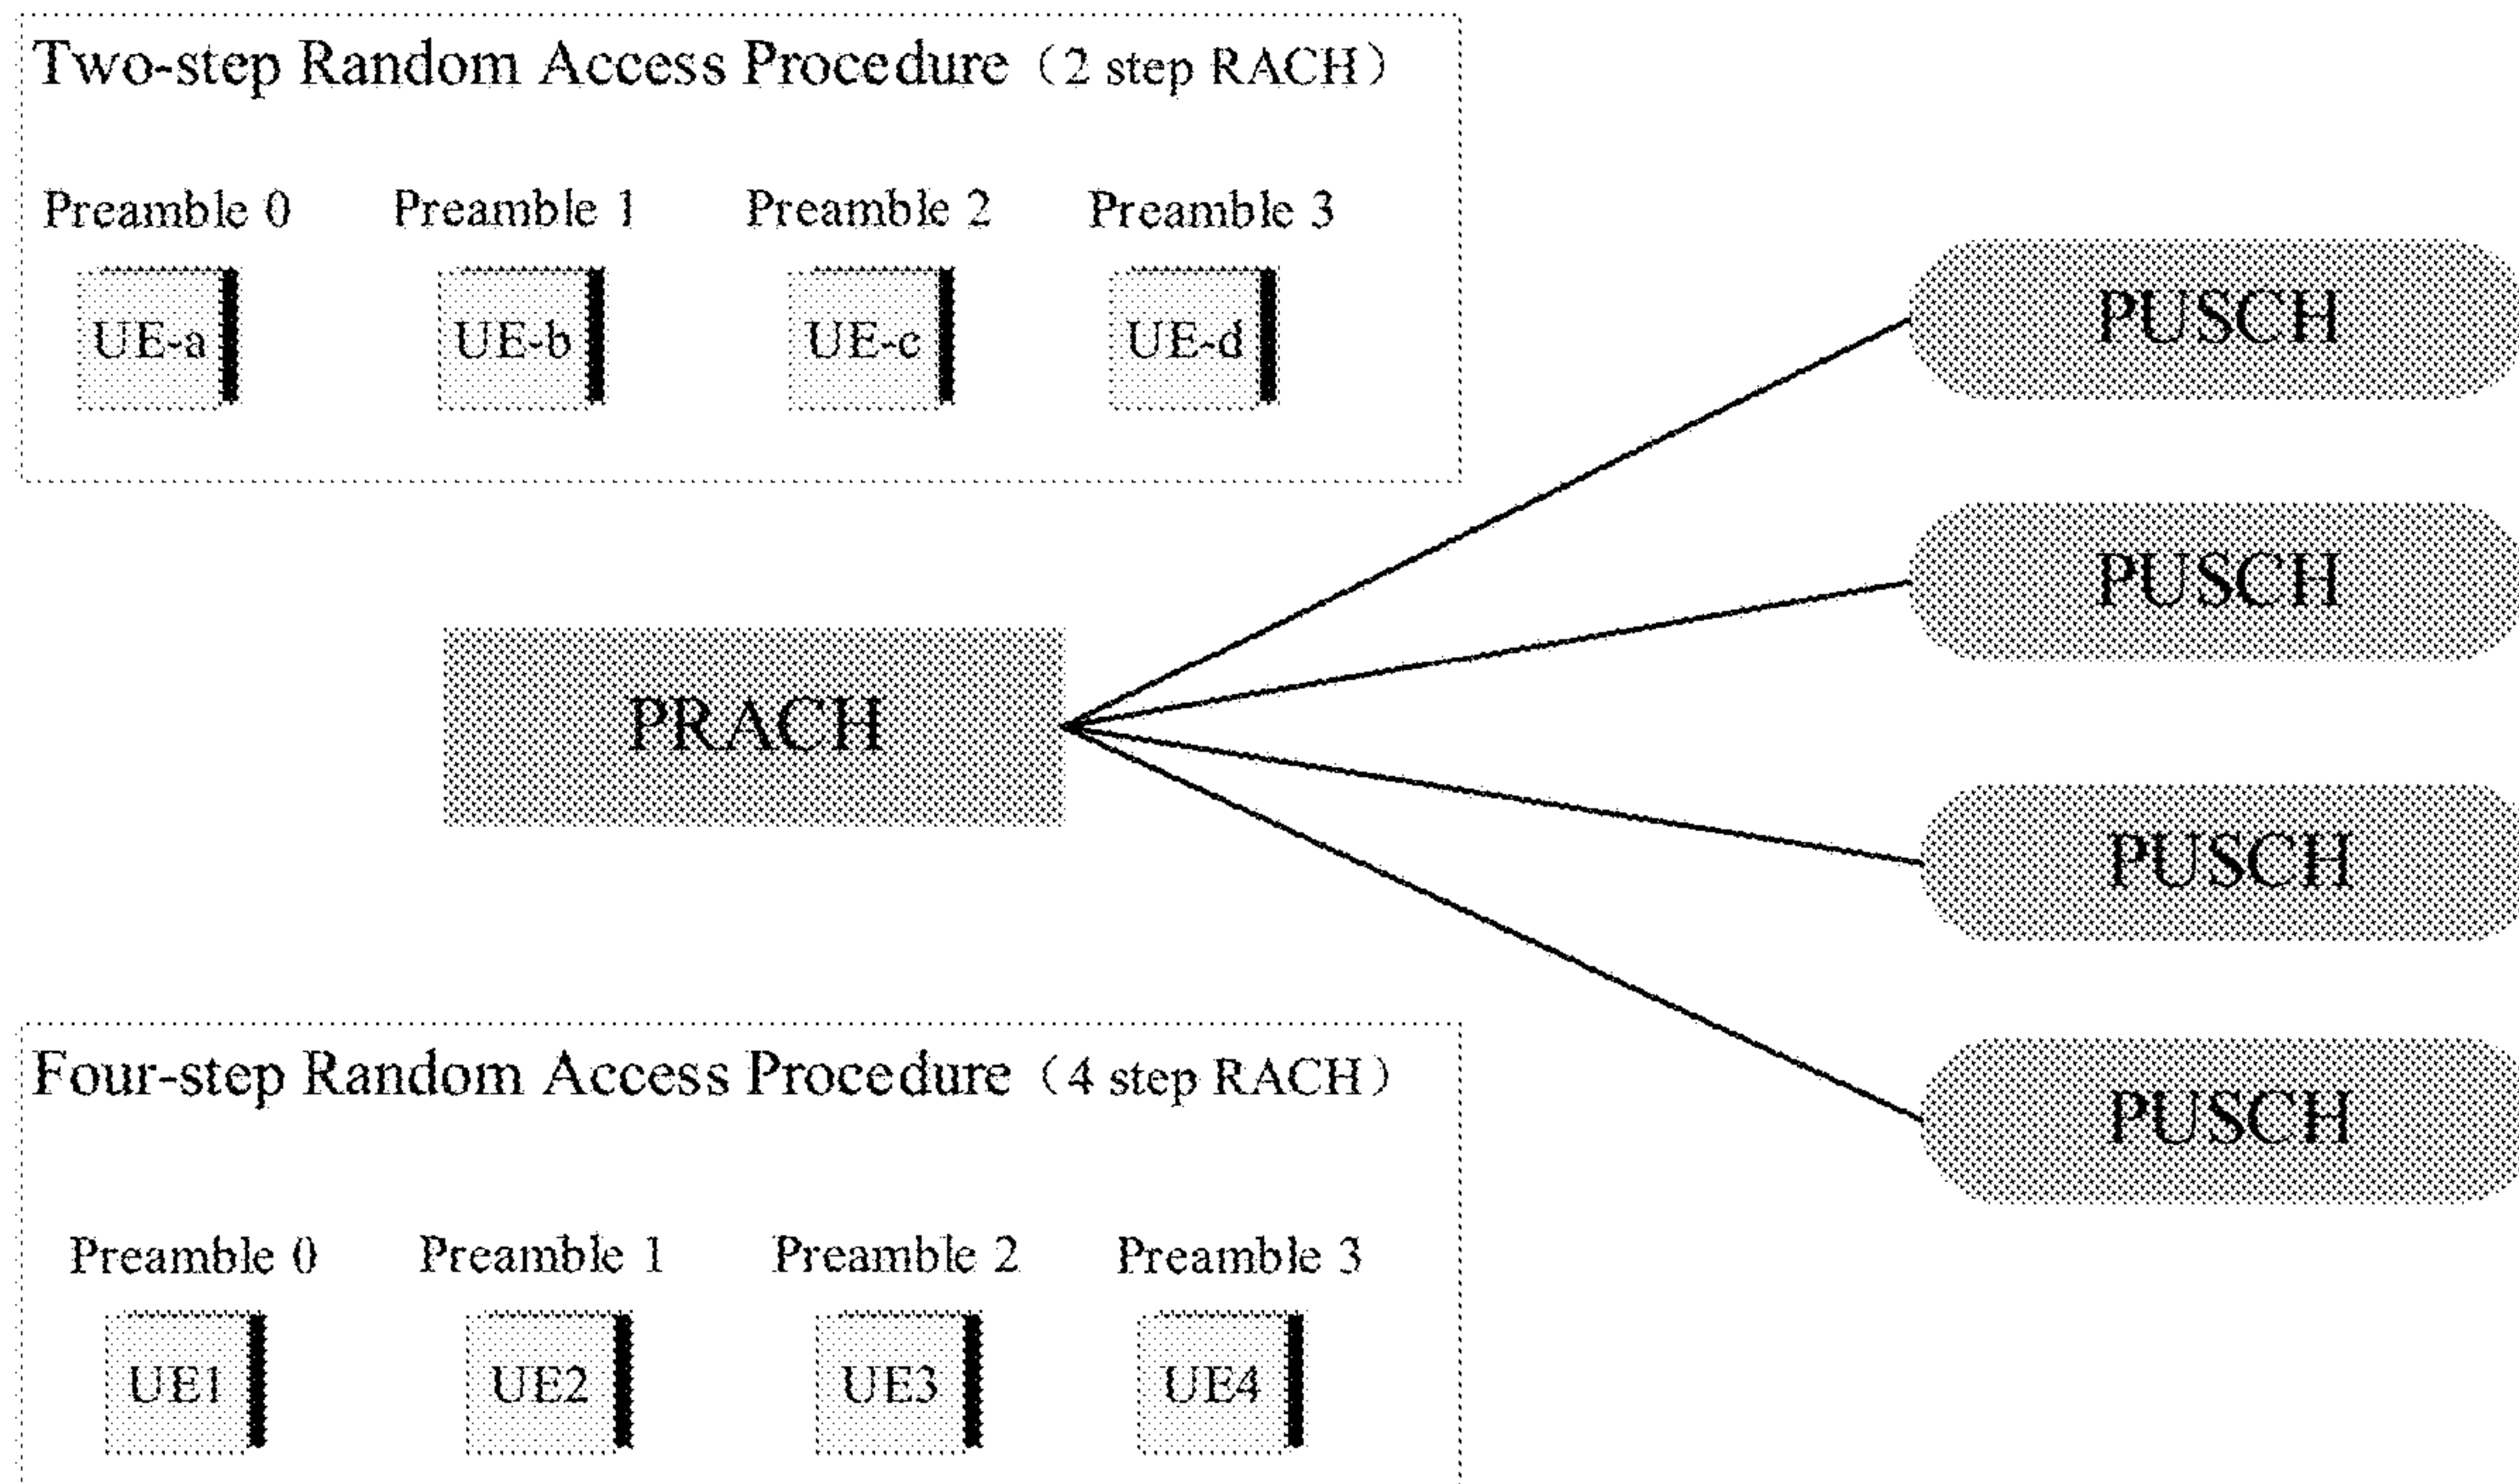 Two-step Random Access Procedure（2 step RACH）
Preamble 0 Preamble 1 Preamble 2 Preamble 3
UE-a UE-b UE-c UE-d
PUSCH
PUSCH
PRACH
PUSCH
PUSCH
Four-step Random Access Procedure（4 step RACH）
Preamble 0 Preamble 1 Preamble 2 Preamble 3
UE1 UE2 UE3 UE4